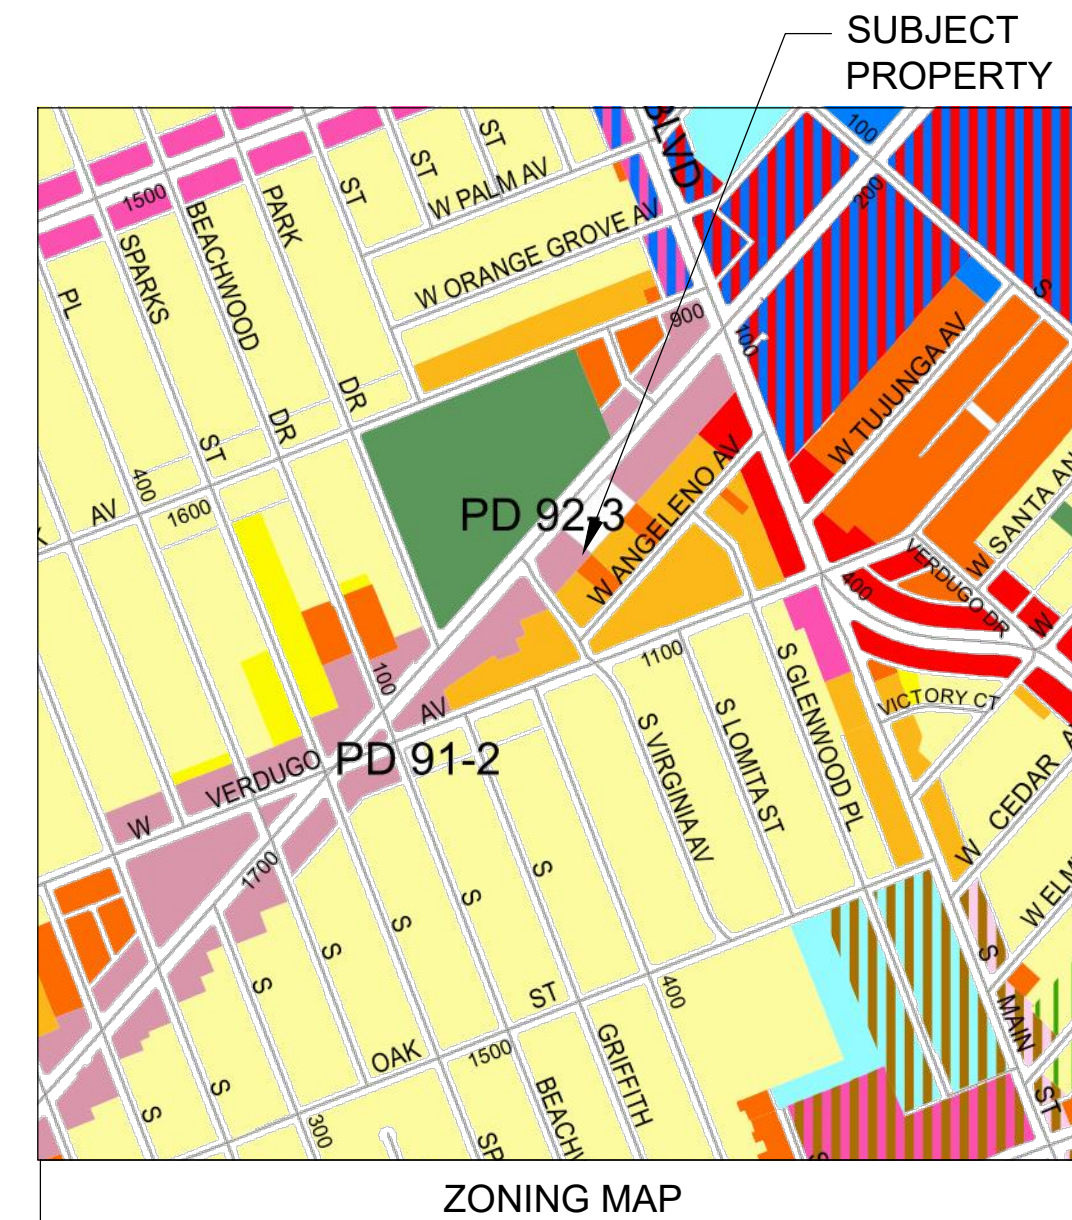 SUBJECT
PROPERTY
BLVD
100
ST
200
ST
W PALM AV
1500
PARK
ST
BEACHWOOD
W ORANGE GROVE AV
SPARKS
PL
S
900
100
W TUJUNGA AV
DR
DR
ST
400
AV
1600
PD 92-3
W ANGELENO AV
W SANTA AN
VERDUGO DR
400
W
1100
100
S GLENWOOD PL
VICTORY CT
AV
S LOMITA ST
S VIRGINIA AV
PD 91-2
VERDUGO
W
W CEDAR A
1700
S
S
S
S
S
W ELM
S
ST
400
S MAIN ST
OAK
1500
GRIFFITH
S
S
300
BEACHW
SP
ZONING MAP